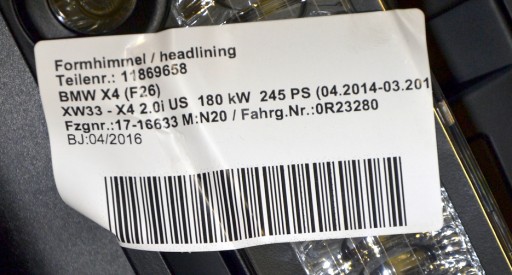 Formhimmel / headlining
Teilenr.: 11869658
BMW X4 (F26)
XW33 - X4 2.0i US 180 kW 245 PS (04.2014-03.201
Fzgnr.:17-16633 M:N20 / Fahrg.Nr.:0R23280
BJ:04/2016